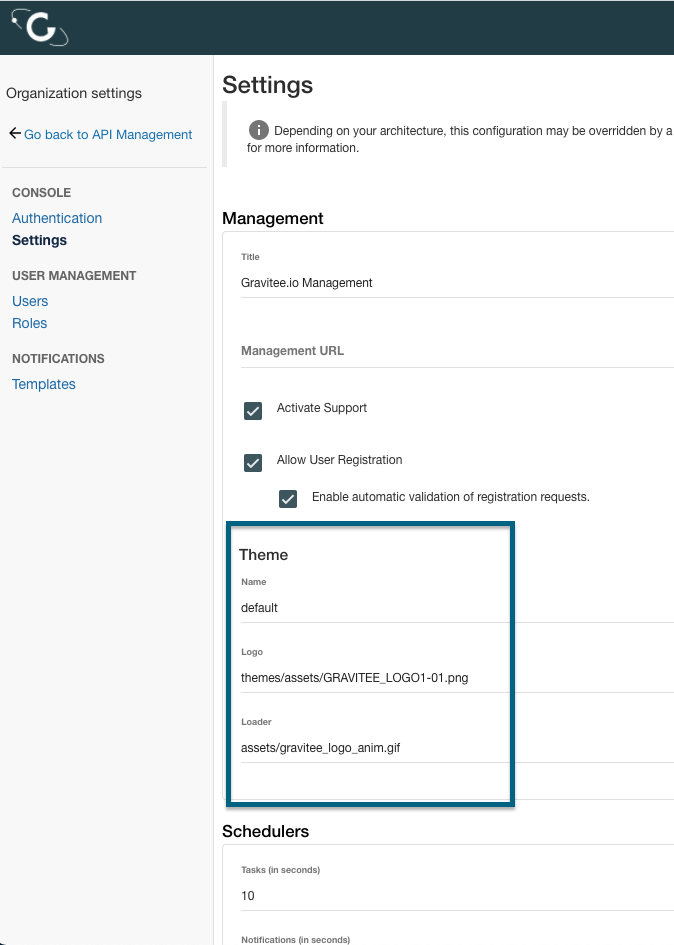 Organization settings
Go back to API Management
CONSOLE
Authentication
Settings
USER MANAGEMENT
Users
Roles
NOTIFICATIONS
Templates
Settings
Depending on your architecture, this configuration may be overridden by a
for more information.
Management
Title
Gravitee.io Management
Management URL
Activate Support
Allow User Registration
Enable automatic validation of registration requests.
Theme
Name
default
Logo
themes/assets/GRAVITEE_LOGO1-01.png
Loader
assets/gravitee_logo_anim.gif
Schedulers
Tasks (in seconds)
10
Notifications (in seconds)